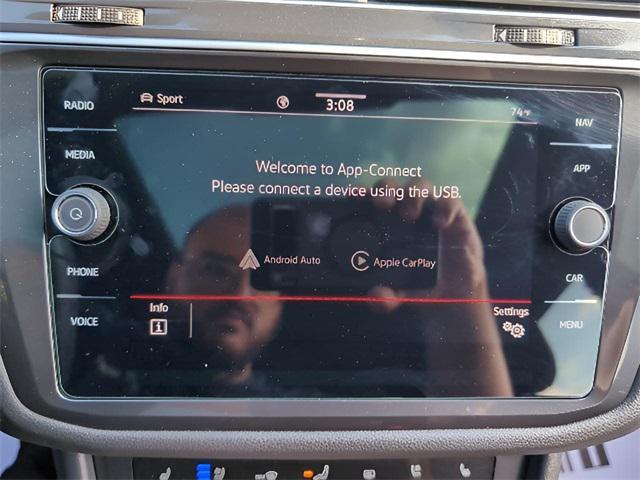 RADIO
MEDIA
PHONE
VOICE
Sport
3:08
74°F
Welcome to App-Connect
Please connect a device using the USB.
Android Auto
Apple CarPlay
Info
Settings
NAV
APP
CAR
MENU